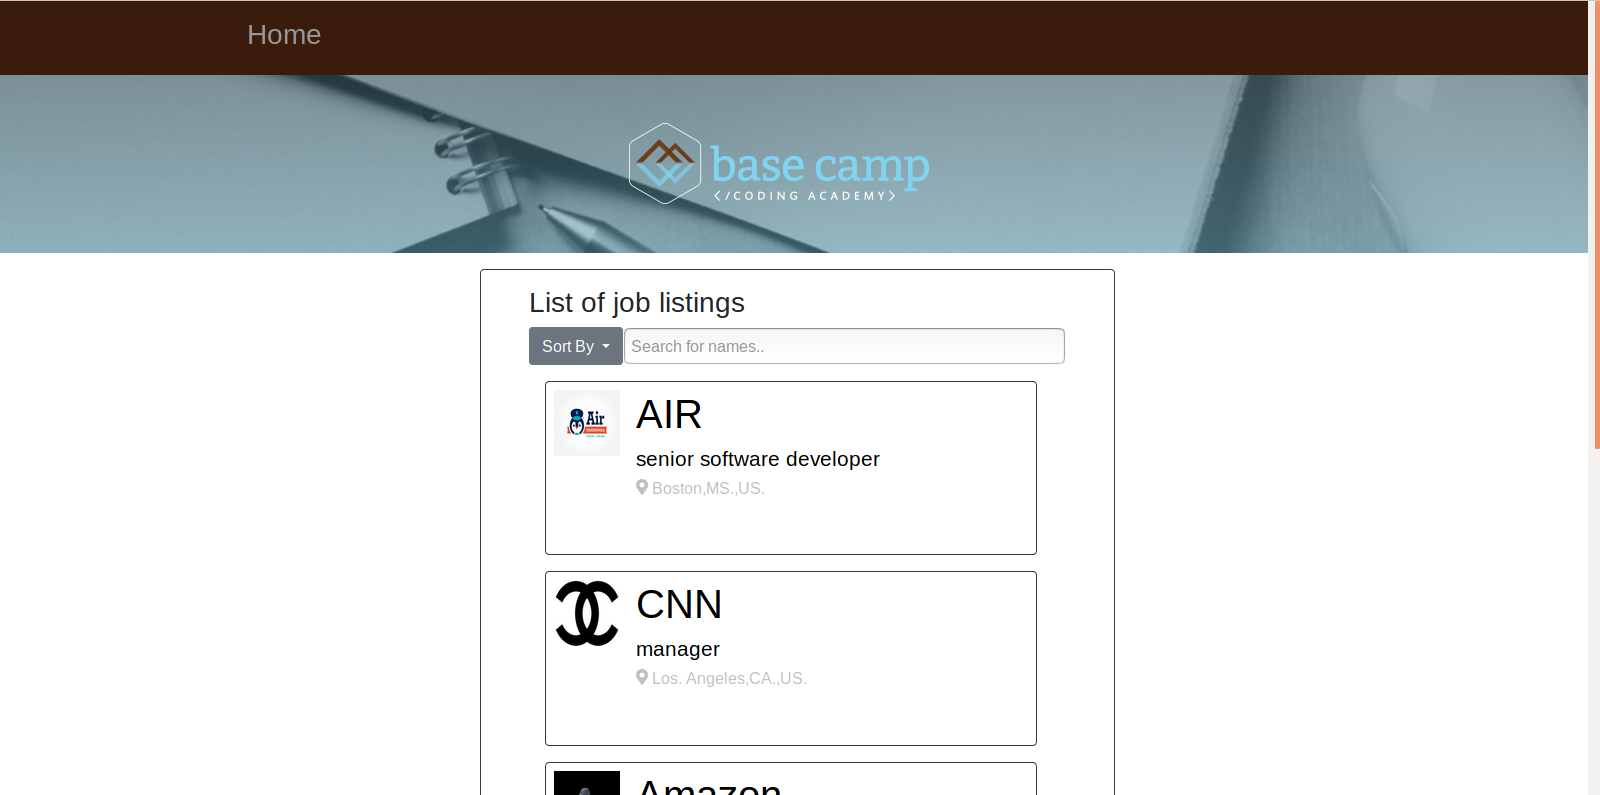 Home
base camp
</CODING ACADEMY>
List of job listings
Sort By
Search for names..
Air
AIR
senior software developer
Boston,MS.,US.
CNN
manager
Los. Angeles,CA.,US.
Amazon